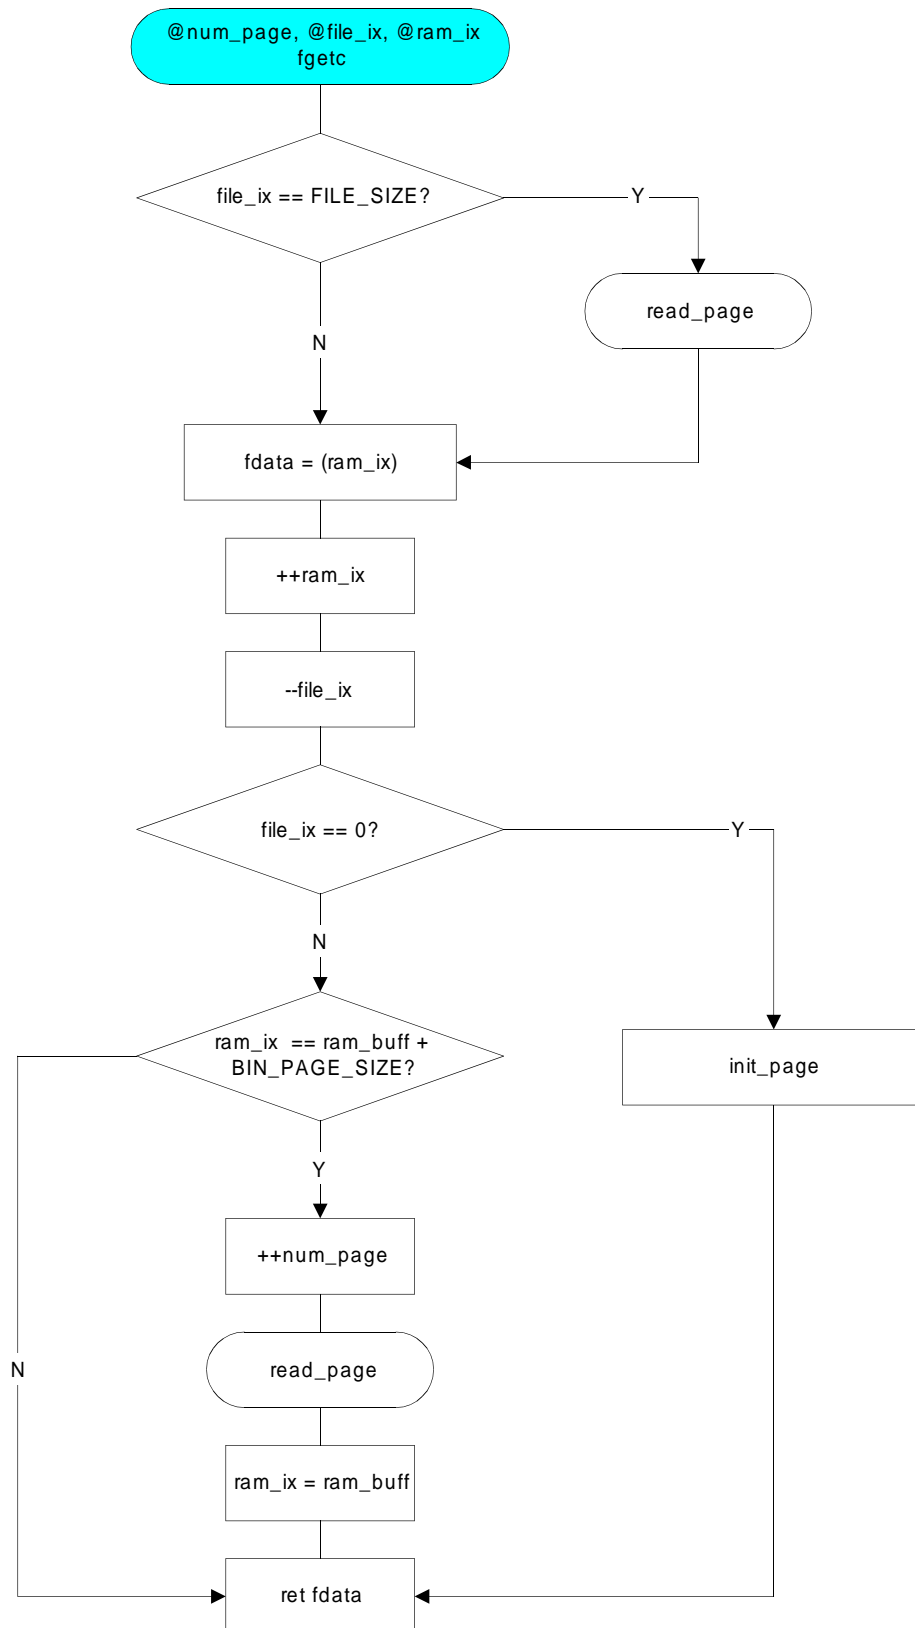 @num_page, @file_ix, @ram_ix
fgetc
file_ix == FILE_SIZE?
Y
read_page
N
fdata = (ram_ix)
++ram_ix
--file_ix
file_ix == 0?
Y
N
ram_ix == ram_buff +
BIN_PAGE_SIZE?
init_page
Y
++num_page
N
read_page
ram_ix = ram_buff
ret fdata